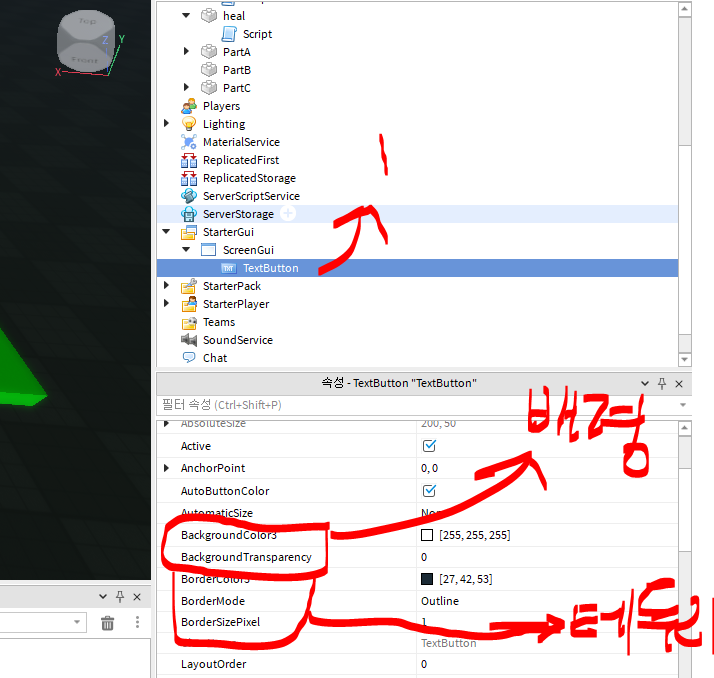 heal
Script
PartA
PartB
PartC
Players
Lighting
MaterialService
ReplicatedFirst
ReplicatedStorage
ServerScriptService
ServerStorage
StarterGui
ScreenGui
TextButton
StarterPack
StarterPlayer
Teams
SoundService
Chat
1
속성 - TextButton "TextButton"
필터 속성 (Ctrl+Shift+P)
AbsoluteSize 200, 50
Active
AnchorPoint 0, 0
AutoButtonColor
AutomaticSize
BackgroundColor3 [255, 255, 255]
BackgroundTransparency 0
BorderColor3 [27, 42, 53]
BorderMode Outline
BorderSizePixel 1
TextButton
LayoutOrder 0
배경
테두리
X
Y
Z